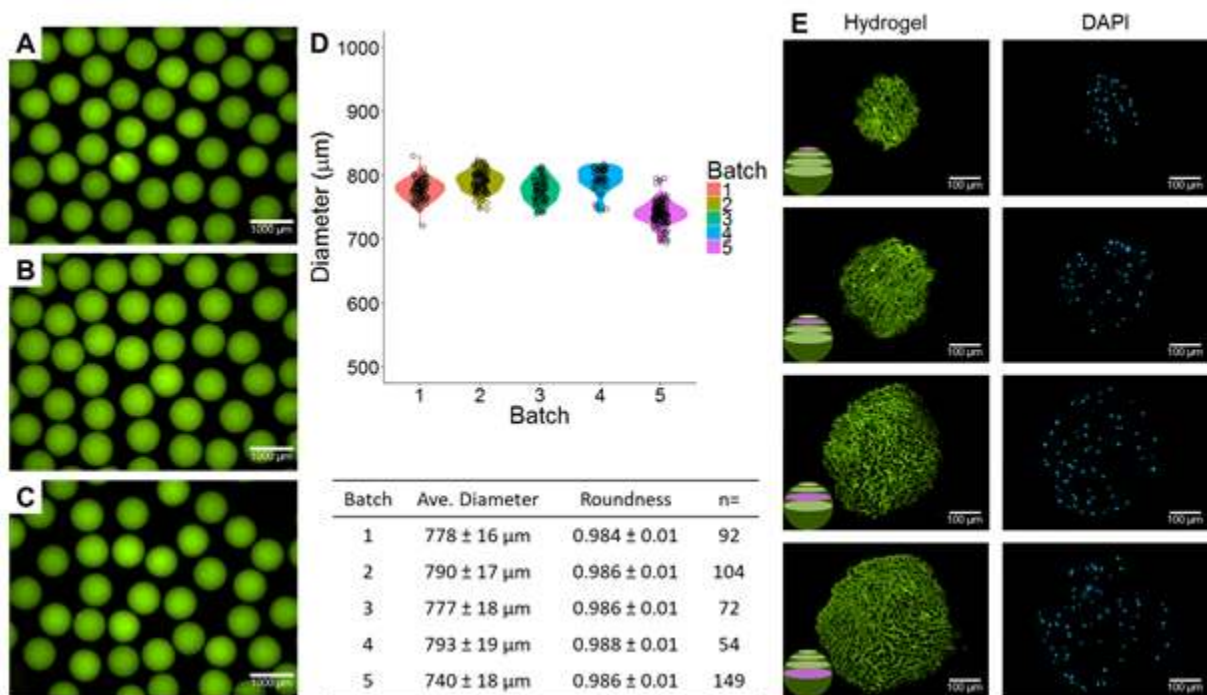 A
1000 µm
B
1000 µm
C
1000 µm
D
1000
900
800
700
600
500
Diameter (µm)
1 2 3 4 5
Batch
Batch
1
2
3
4
5
Batch Ave. Diameter Roundness n=
1 778 ± 16 µm 0.984 ± 0.01 92
2 790 ± 17 µm 0.986 ± 0.01 104
3 777 ± 18 µm 0.986 ± 0.01 72
4 793 ± 19 µm 0.988 ± 0.01 54
5 740 ± 18 µm 0.986 ± 0.01 149
E
Hydrogel DAPI
100 µm 100 µm
100 µm 100 µm
100 µm 100 µm
100 µm 100 µm